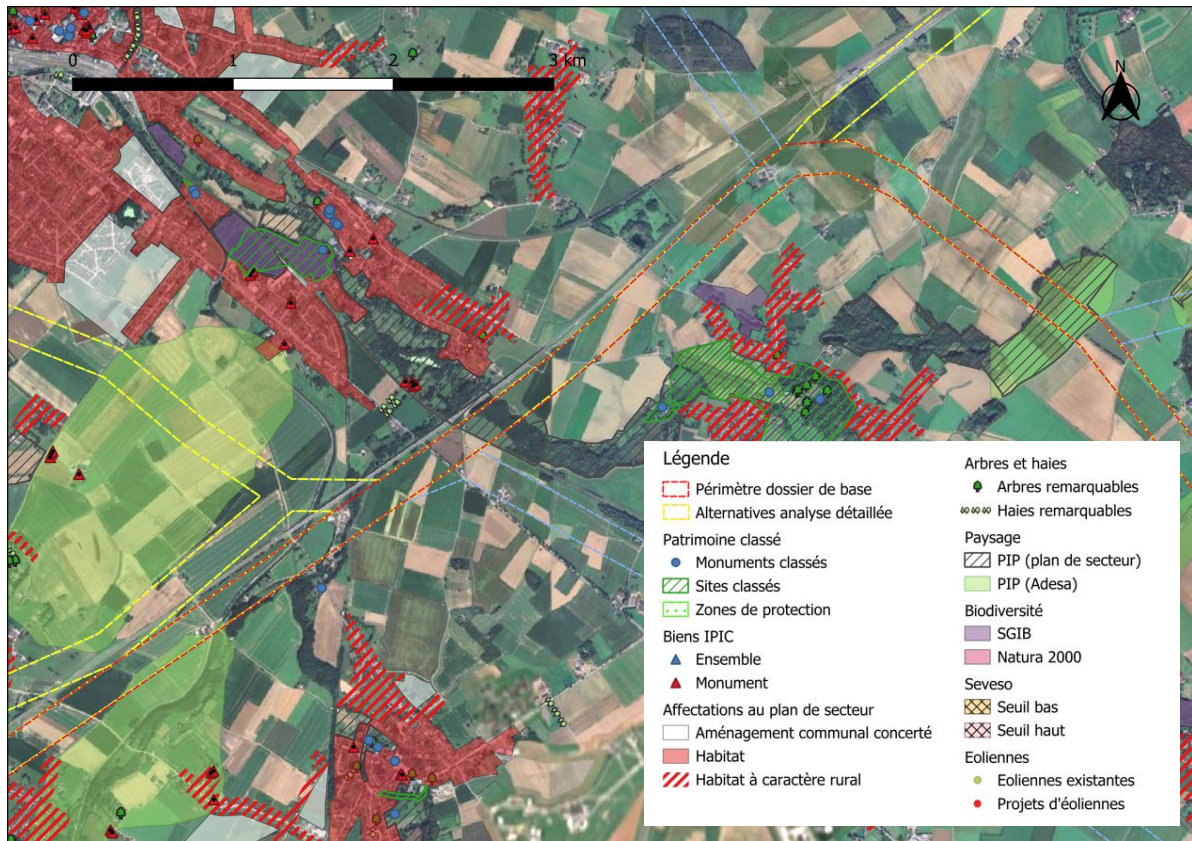 0
1
2
3 km
N
Légende
Périmètre dossier de base
Alternatives analyse détaillée
Patrimoine classé
Monuments classés
Sites classés
Zones de protection
Biens IPIC
Ensemble
Monument
Affectations au plan de secteur
Aménagement communal concerté
Habitat
Habitat à caractère rural
Arbres et haies
Arbres remarquables
Haies remarquables
Paysage
PIP (plan de secteur)
PIP (Adesa)
Biodiversité
SGIB
Natura 2000
Seveso
Seuil bas
Seuil haut
Eoliennes
Eoliennes existantes
Projets d'éoliennes